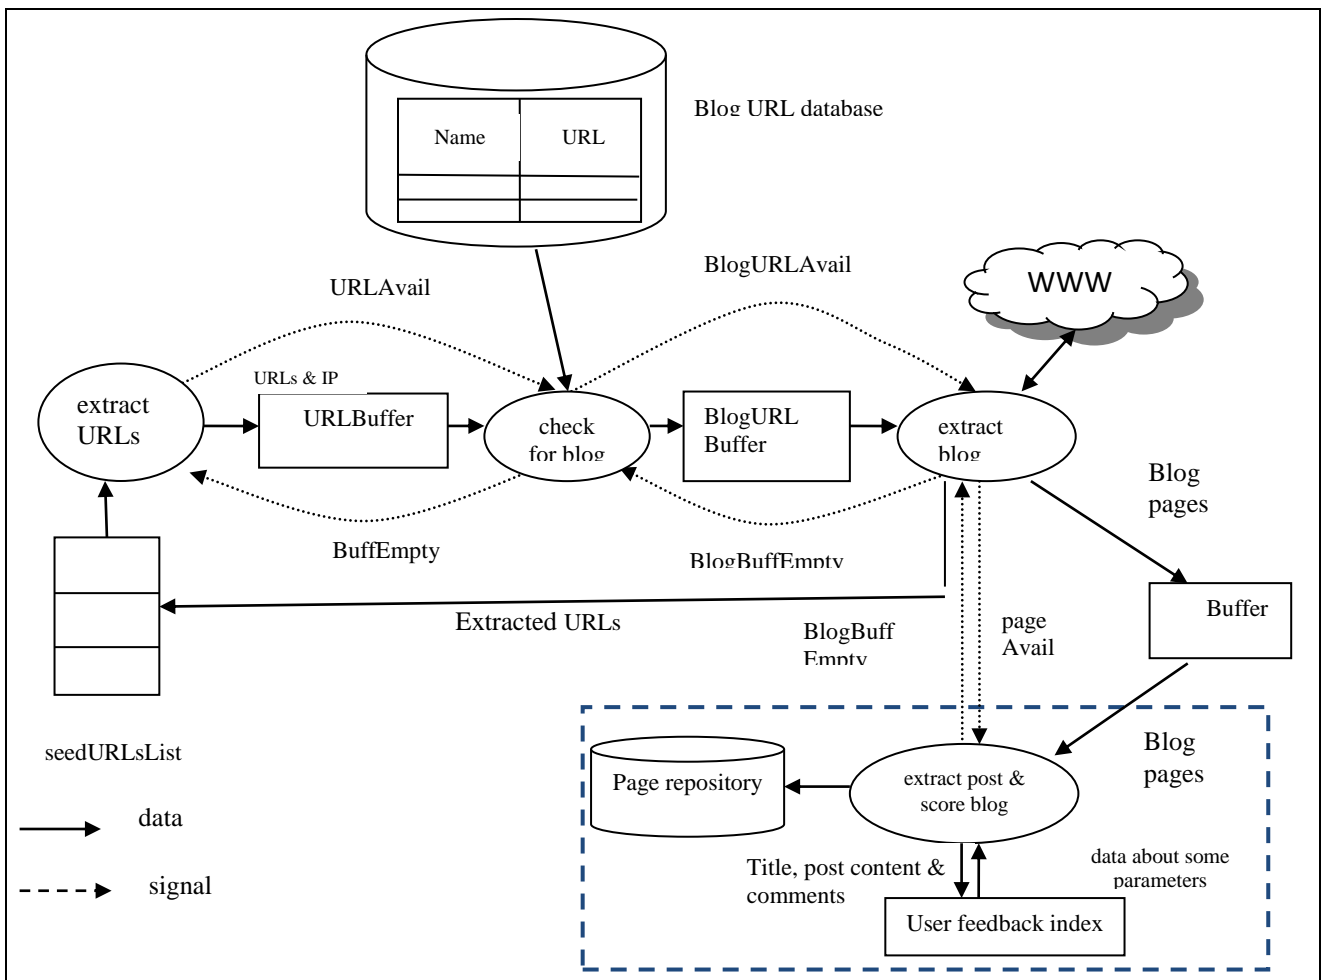 Blog URL database
Name
URL
BlogURLAvail
URLAvail
WWW
URLs & IP
extract
URLs
URLBuffer
check
for blog
BlogURL
Buffer
extract
blog
Blog
pages
BuffEmpty
BlogBuffEmpty
Buffer
Extracted URLs
BlogBuff
Empty
page
Avail
seedURLsList
Blog
pages
Page repository
extract post &
score blog
data
signal
Title, post content &
comments
data about some
parameters
User feedback index